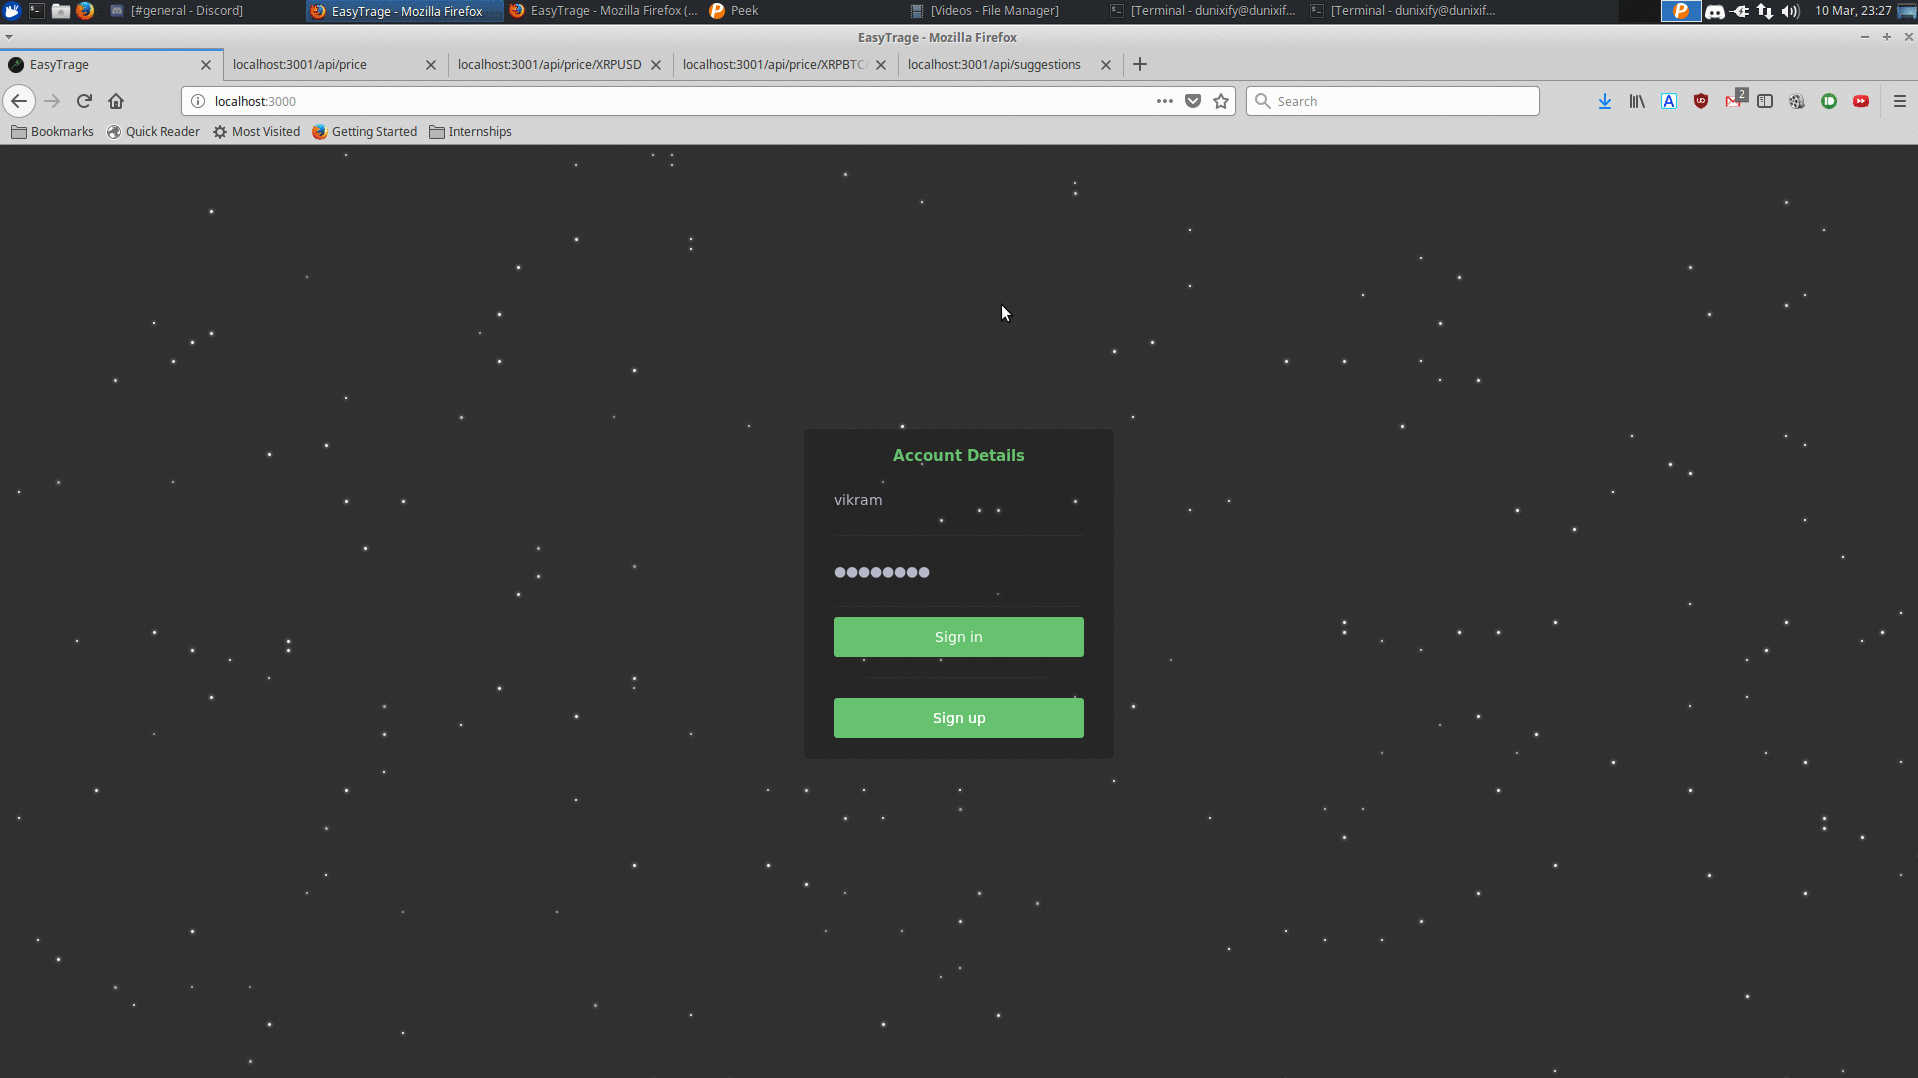 [#general - Discord]
EasyTrage - Mozilla Firefox
EasyTrage - Mozilla Firefox (...
Peek
[Videos - File Manager]
[Terminal - dunixify@dunixif...
[Terminal - dunixify@dunixif...
10 Mar, 23:27
EasyTrage - Mozilla Firefox
EasyTrage
localhost:3001/api/price
localhost:3001/api/price/XRPUSD
localhost:3001/api/price/XRPBTC
localhost:3001/api/suggestions
localhost:3000
Search
2
Bookmarks
Quick Reader
Most Visited
Getting Started
Internships
Account Details
vikram
●●●●●●●●
Sign in
Sign up